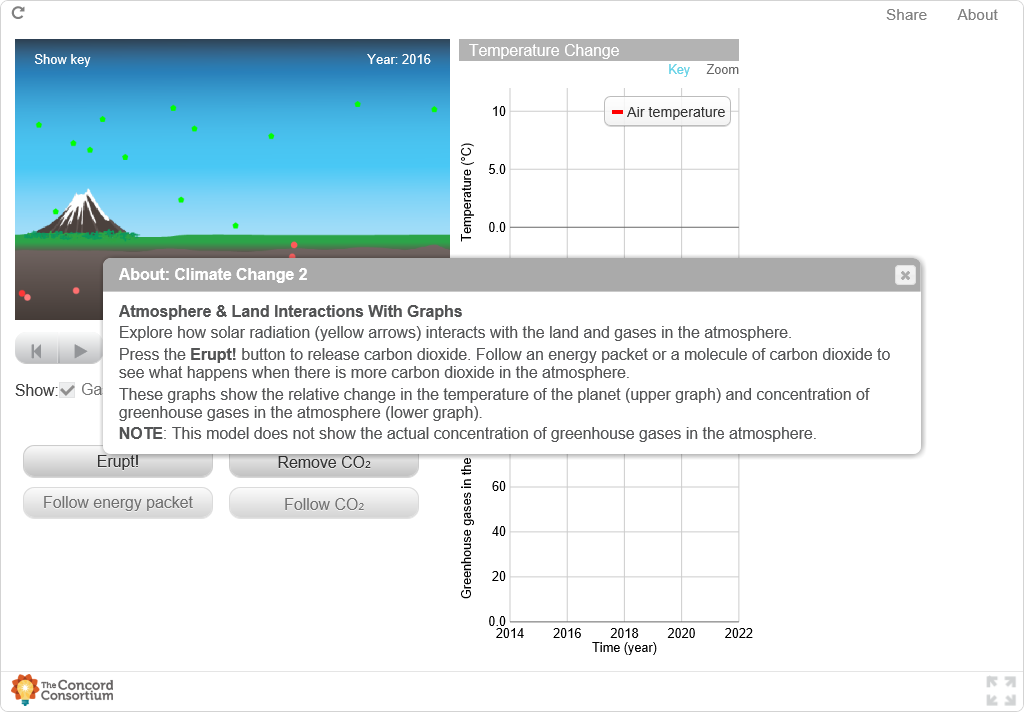 Share
About
Show key
Year: 2016
Temperature Change
Key
Zoom
Air temperature
10
5.0
0.0
Temperature (°C)
About: Climate Change 2
Atmosphere & Land Interactions With Graphs
Explore how solar radiation (yellow arrows) interacts with the land and gases in the atmosphere.
Press the Erupt! button to release carbon dioxide. Follow an energy packet or a molecule of carbon dioxide to
see what happens when there is more carbon dioxide in the atmosphere.
These graphs show the relative change in the temperature of the planet (upper graph) and concentration of
greenhouse gases in the atmosphere (lower graph).
NOTE: This model does not show the actual concentration of greenhouse gases in the atmosphere.
Show:
Ga
Erupt!
Remove CO₂
Follow energy packet
Follow CO₂
Greenhouse gases in the
60
40
20
0.0
2014
2016
2018
2020
2022
Time (year)
The Concord
Consortium